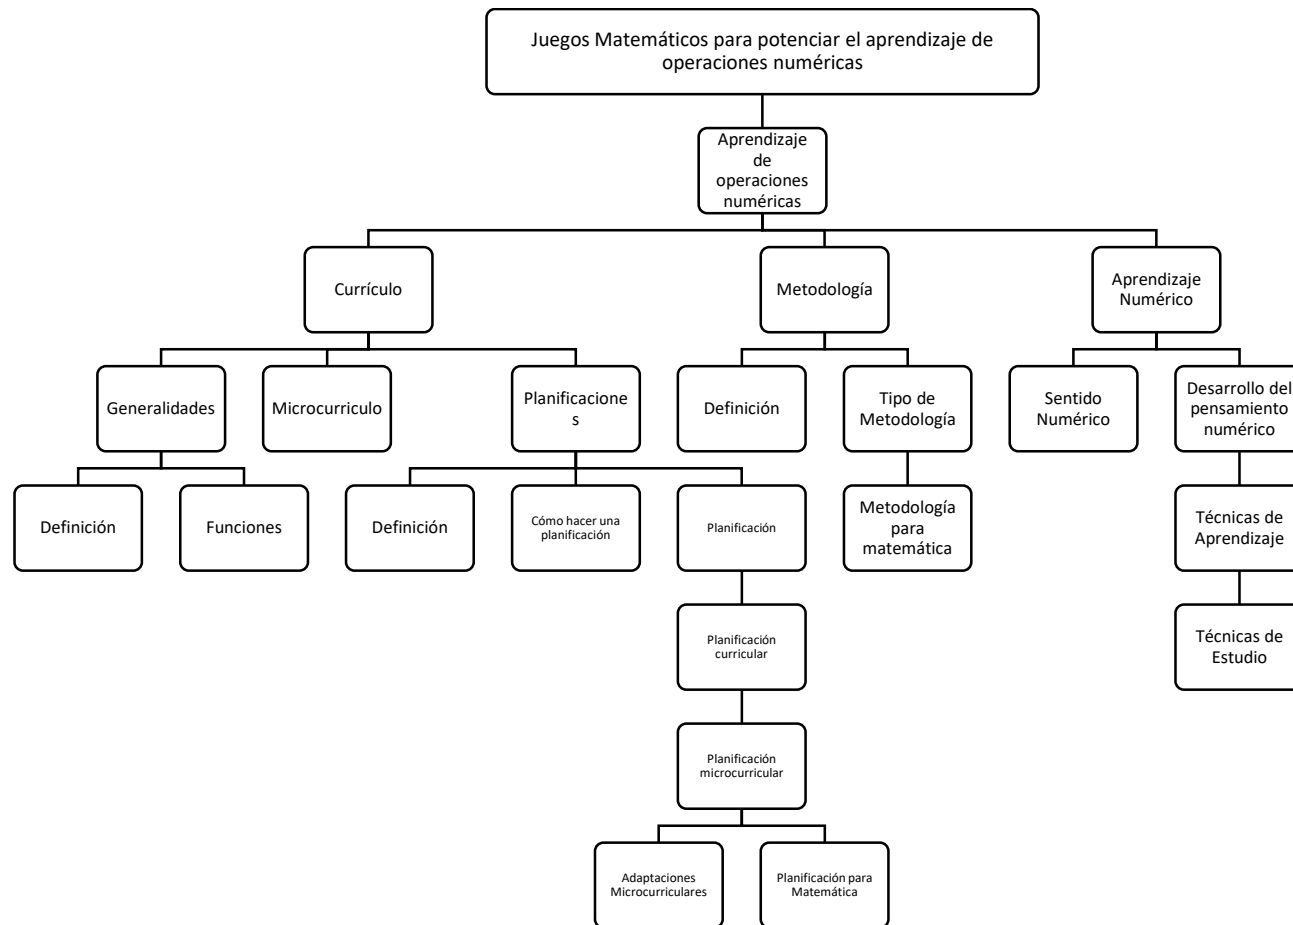 Juegos Matemáticos para potenciar el aprendizaje de
operaciones numéricas
Aprendizaje
de
operaciones
numéricas
Currículo
Metodología
Aprendizaje
Numérico
Generalidades
Microcurriculo
Planificacione
s
Definición
Tipo de
Metodología
Sentido
Numérico
Desarrollo del
pensamiento
numérico
Definición
Funciones
Definición
Cómo hacer una
planificación
Planificación
Metodología
para
matemática
Técnicas de
Aprendizaje
Planificación
curricular
Técnicas de
Estudio
Planificación
microcurricular
Adaptaciones
Microcurriculares
Planificación para
Matemática